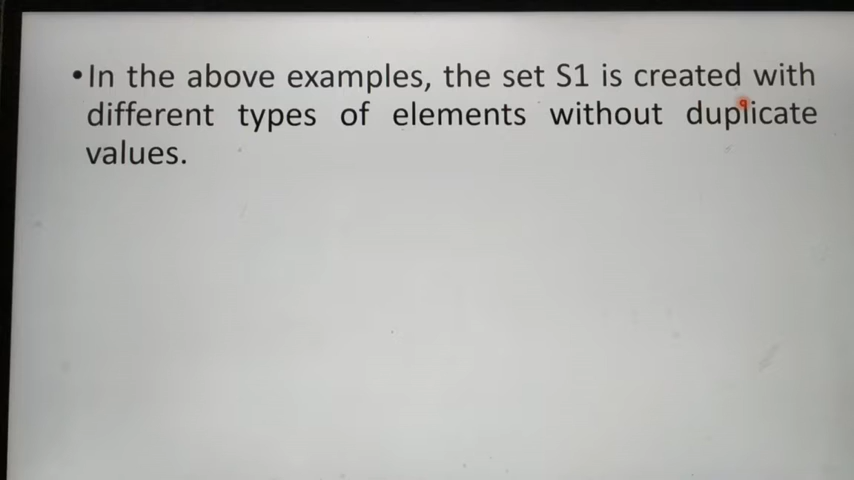 •In the above examples, the set S1 is created with
different types of elements without duplicate
values.